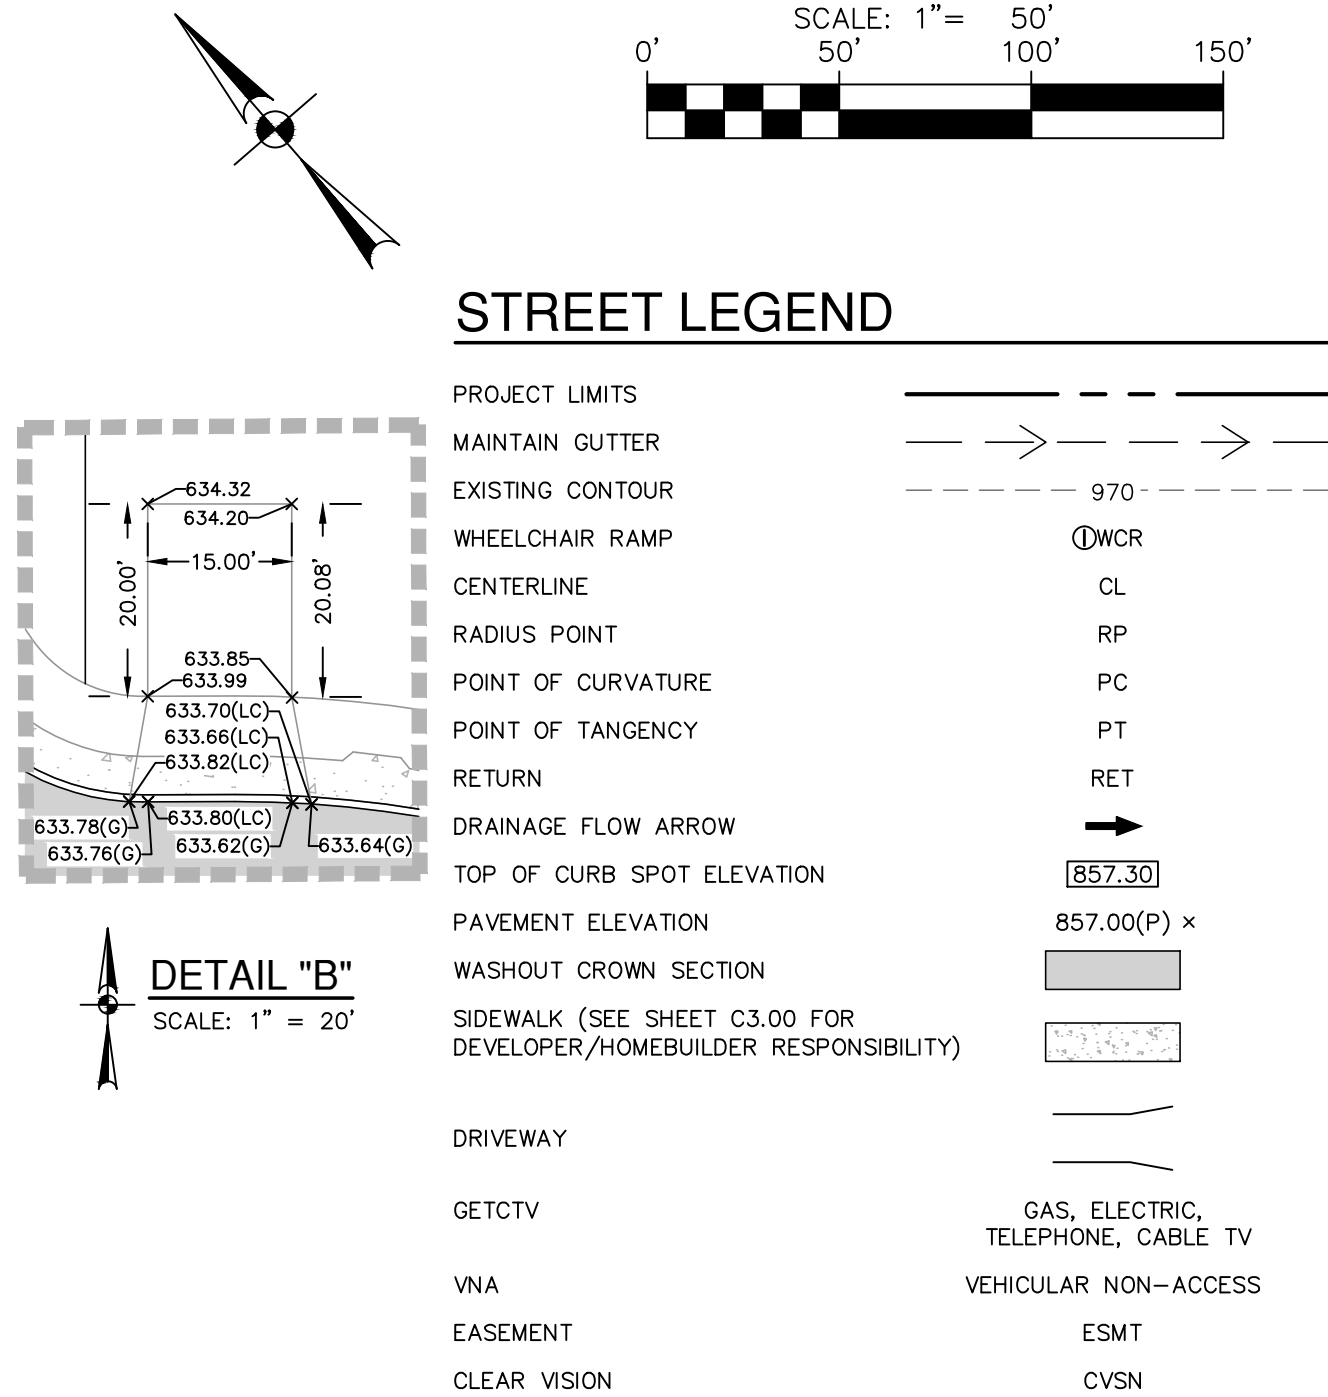 SCALE: 1"= 50'
0' 50' 100' 150'
STREET LEGEND
PROJECT LIMITS
MAINTAIN GUTTER
EXISTING CONTOUR 970
WHEELCHAIR RAMP WCR
CENTERLINE CL
RADIUS POINT RP
POINT OF CURVATURE PC
POINT OF TANGENCY PT
RETURN RET
DRAINAGE FLOW ARROW
TOP OF CURB SPOT ELEVATION 857.30
PAVEMENT ELEVATION 857.00(P) ×
WASHOUT CROWN SECTION
SIDEWALK (SEE SHEET C3.00 FOR
DEVELOPER/HOMEBUILDER RESPONSIBILITY)
DRIVEWAY
GETCTV GAS, ELECTRIC,
TELEPHONE, CABLE TV
VNA VEHICULAR NON-ACCESS
EASEMENT ESMT
CLEAR VISION CVSN
634.32
634.20
15.00'
20.00'
20.08'
633.85
633.99
633.70(LC)
633.66(LC)
633.82(LC)
633.80(LC)
633.78(G)
633.62(G)
633.64(G)
633.76(G)
DETAIL "B"
SCALE: 1" = 20'